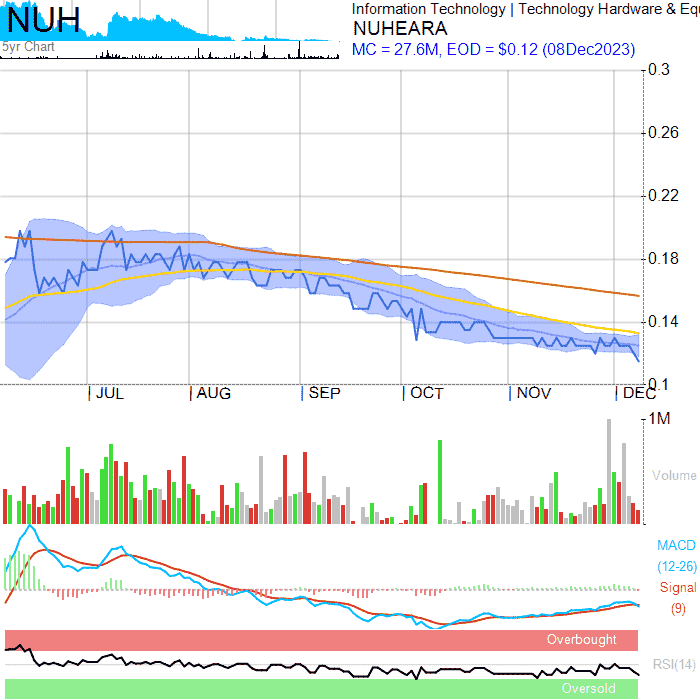 NUH
5yr Chart
Information Technology | Technology Hardware & Equ
NUHEARA
MC = 27.6M, EOD = $0.12 (08Dec2023)
0.3
0.26
0.22
0.18
0.14
0.1
JUL AUG SEP OCT NOV DEC
1M
Volume
MACD
(12-26)
Signal
(9)
Overbought
RSI(14)
Oversold